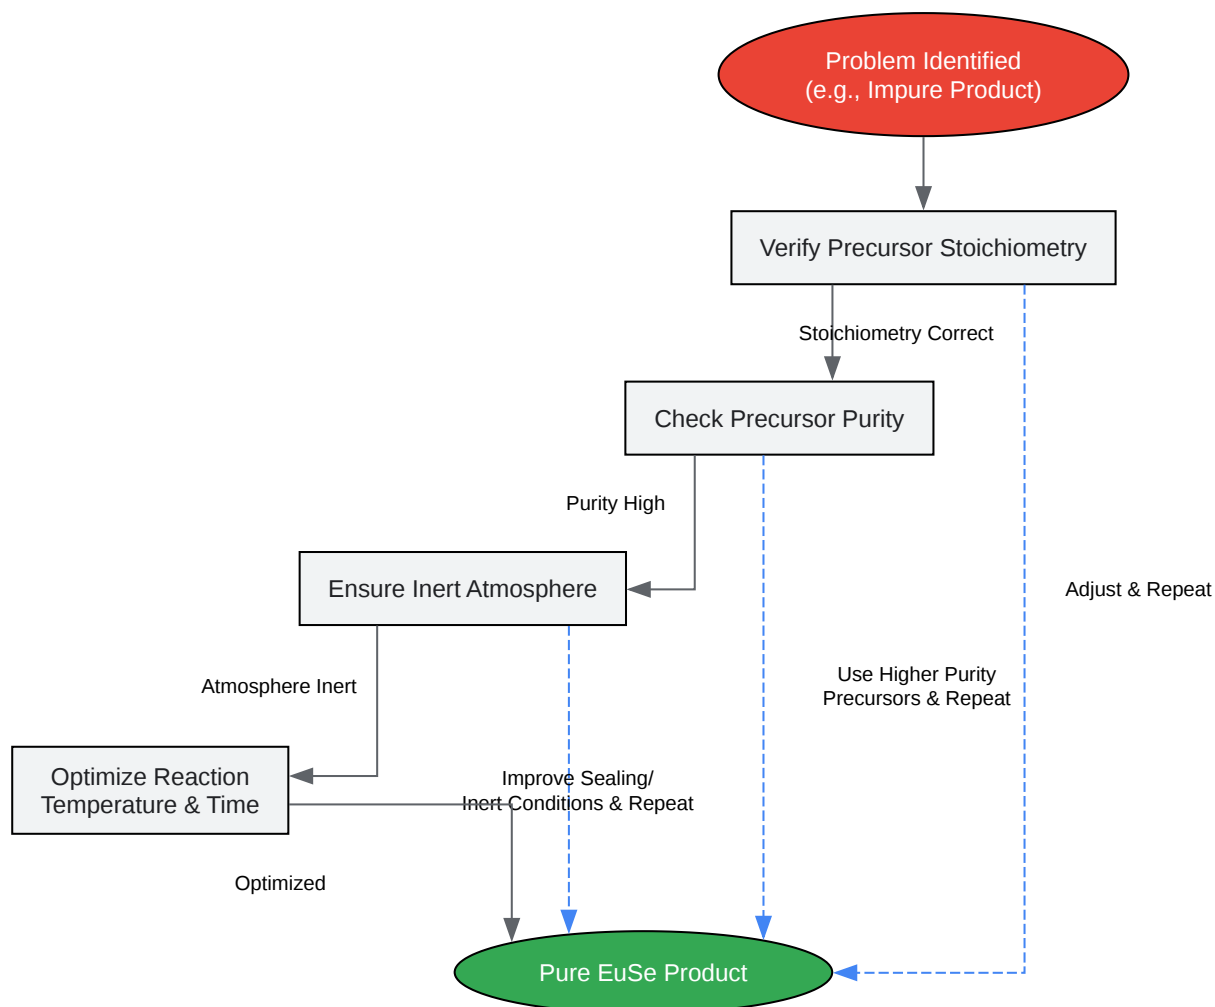 Problem Identified
(e.g., Impure Product)
Verify Precursor Stoichiometry
Stoichiometry Correct
Check Precursor Purity
Purity High
Ensure Inert Atmosphere
Adjust & Repeat
Use Higher Purity
Precursors & Repeat
Atmosphere Inert
Optimize Reaction
Temperature & Time
Improve Sealing/
Inert Conditions & Repeat
Optimized
Pure EuSe Product